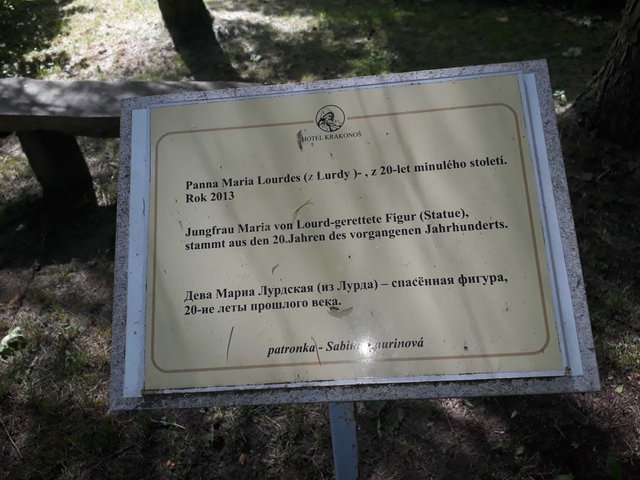 HOTEL KRAKONOŠ
Panna Maria Lourdes (z Lurdy )- , z 20-let minulého století.
Rok 2013
Jungfrau Maria von Lourd-gerettete Figur (Statue),
stammt aus den 20.Jahren des vorgangenen Jahrhunderts.
Дева Мариа Лурдская (из Лурда) – спасённая фигура,
20-ие леты прошлого века.
patronka -